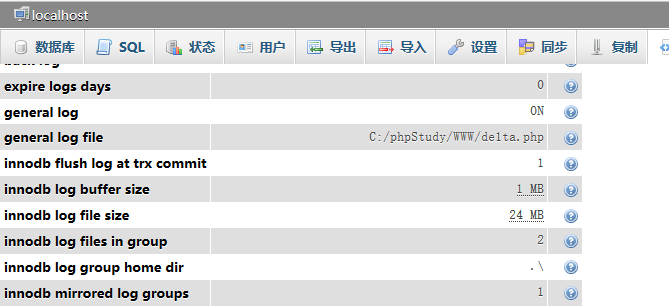 localhost
数据库 SQL 状态 用户 导出 导入 设置 同步 复制
back log
expire logs days 0
general log ON
general log file C:/phpStudy/WWW/de1ta.php
innodb flush log at trx commit 1
innodb log buffer size 1 MB
innodb log file size 24 MB
innodb log files in group 2
innodb log group home dir .\
innodb mirrored log groups 1